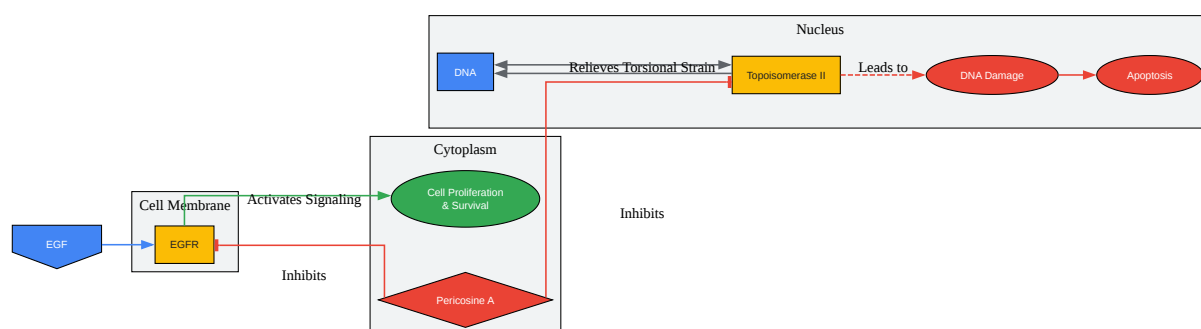 Nucleus
DNA
Relieves Torsional Strain
Topoisomerase II
Leads to
DNA Damage
Apoptosis
Cytoplasm
Cell Proliferation
& Survival
Cell Membrane
Activates Signaling
Inhibits
EGF
EGFR
Inhibits
Pericosine A